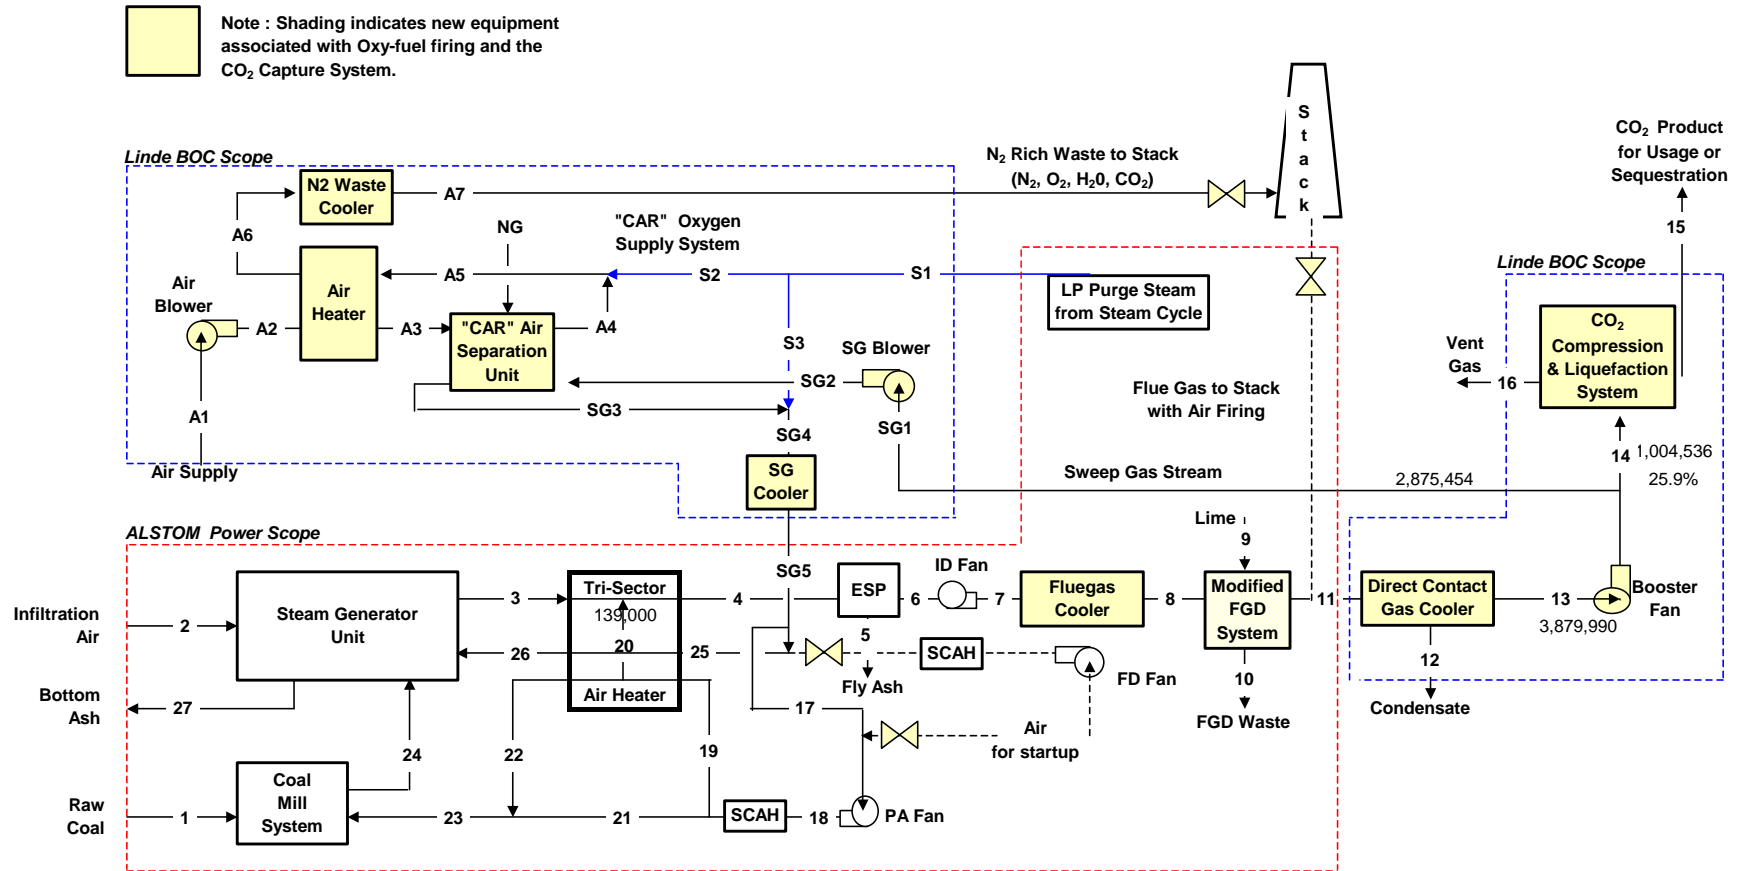 Note : Shading indicates new equipment
associated with Oxy-fuel firing and the
CO2 Capture System.
Stack
CO2 Product
for Usage or
Sequestration
15
Linde BOC Scope
N2 Waste
Cooler
A7
N2 Rich Waste to Stack
(N2, O2, H20, CO2)
A6
NG
"CAR" Oxygen
Supply System
A5
S2
S1
Linde BOC Scope
Air
Blower
Air
Heater
LP Purge Steam
from Steam Cycle
A2
A3
"CAR" Air
Separation
Unit
A4
S3
SG Blower
SG2
CO2
Compression
& Liquefaction
System
Vent
Gas
16
Flue Gas to Stack
with Air Firing
A1
SG3
SG4
SG1
14
1,004,536
25.9%
Air Supply
SG
Cooler
Sweep Gas Stream
2,875,454
ALSTOM Power Scope
Lime
9
SG5
ID Fan
Infiltration
Air
2
Steam Generator
Unit
3
Tri-Sector
139,000
20
Air Heater
4
ESP
6
7
Fluegas
Cooler
8
Modified
FGD
System
11
Direct Contact
Gas Cooler
13
3,879,990
Booster
Fan
26
25
5
SCAH
FD Fan
10
12
Fly Ash
FGD Waste
Condensate
Bottom
Ash
27
24
22
19
17
Air
for startup
Raw
Coal
1
Coal
Mill
System
23
21
SCAH
18
PA Fan